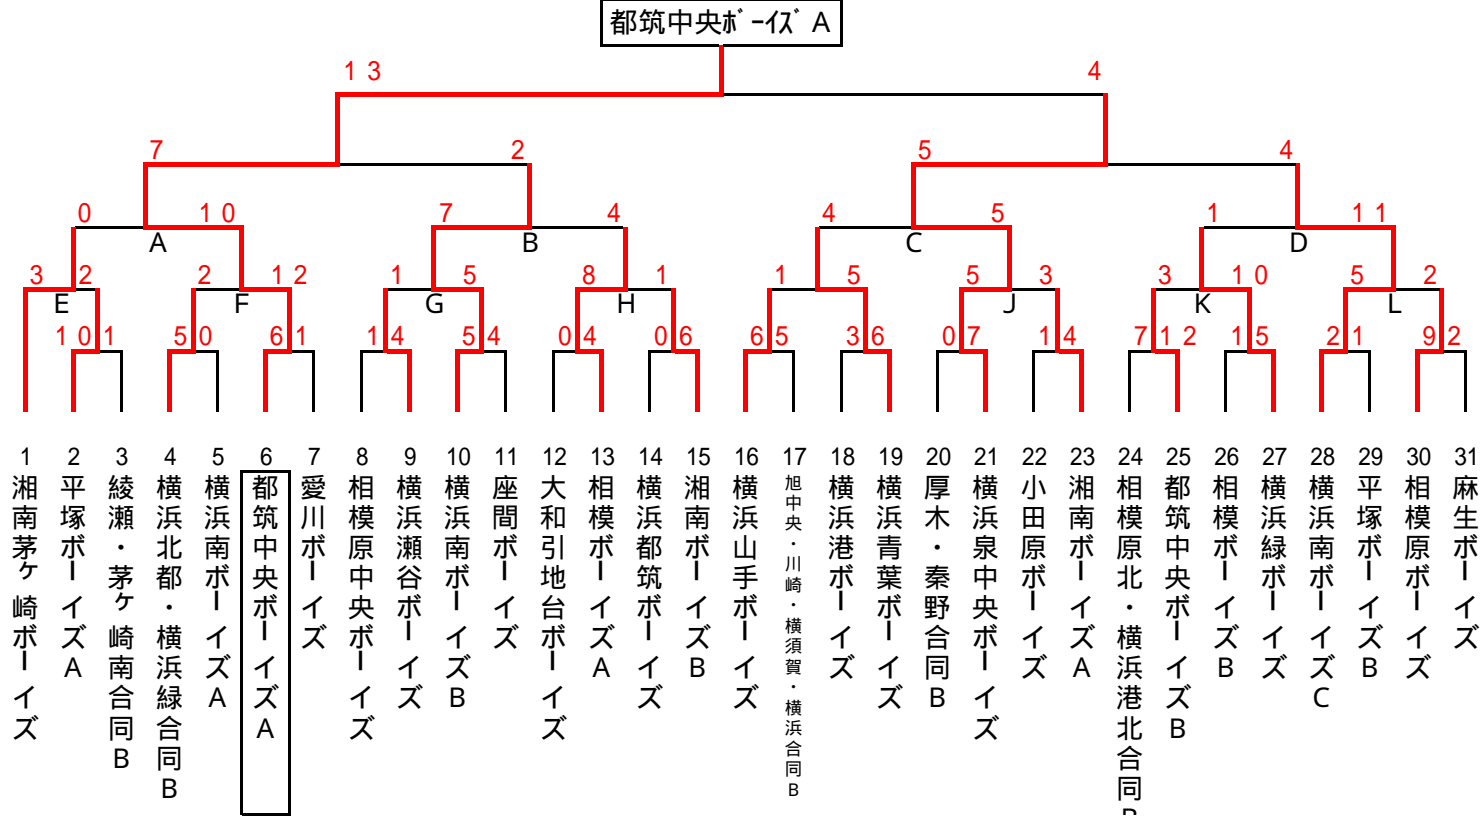 都筑中央ﾎﾞｰｲｽﾞ A
13 4
7 2 5 4
0 10 7 4 4 5 1 11
A B C D
3 2 2 12 1 5 8 1 1 5 5 3 3 10 5 2
E F G H J K L
10 1 5 0 6 1 1 4 5 4 0 4 0 6 6 5 3 6 0 7 1 4 7 12 1 5 2 1 9 2
1 湘南茅ヶ崎ボーイズ
2 平塚ボーイズA
3 綾瀬・茅ヶ崎南合同B
4 横浜北都・横浜緑合同B
5 横浜南ボーイズA
6 都筑中央ボーイズA
7 愛川ボーイズ
8 相模原中央ボーイズ
9 横浜瀬谷ボーイズ
10 横浜南ボーイズB
11 座間ボーイズ
12 大和引地台ボーイズ
13 相模ボーイズA
14 横浜都筑ボーイズ
15 湘南ボーイズB
16 横浜山手ボーイズ
17 旭中央・川崎・横須賀・横浜合同B
18 横浜港ボーイズ
19 横浜青葉ボーイズ
20 厚木・秦野合同B
21 横浜泉中央ボーイズ
22 小田原ボーイズ
23 湘南ボーイズA
24 相模原北・横浜港北合同B
25 都筑中央ボーイズB
26 相模ボーイズB
27 横浜緑ボーイズ
28 横浜南ボーイズC
29 平塚ボーイズB
30 相模原ボーイズ
31 麻生ボーイズ